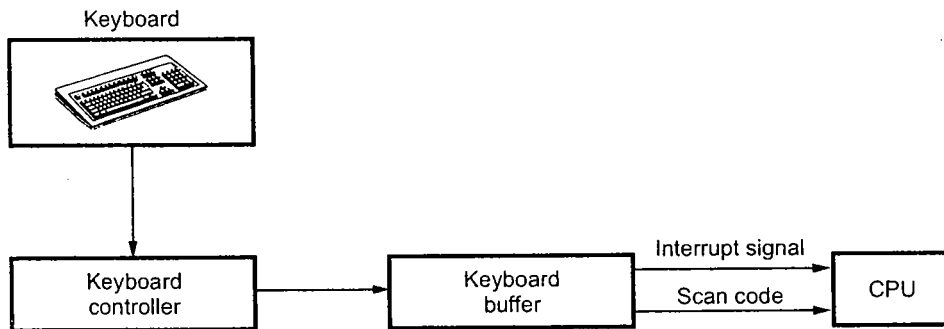 Keyboard
Keyboard
controller
Keyboard
buffer
Interrupt signal
Scan code
CPU